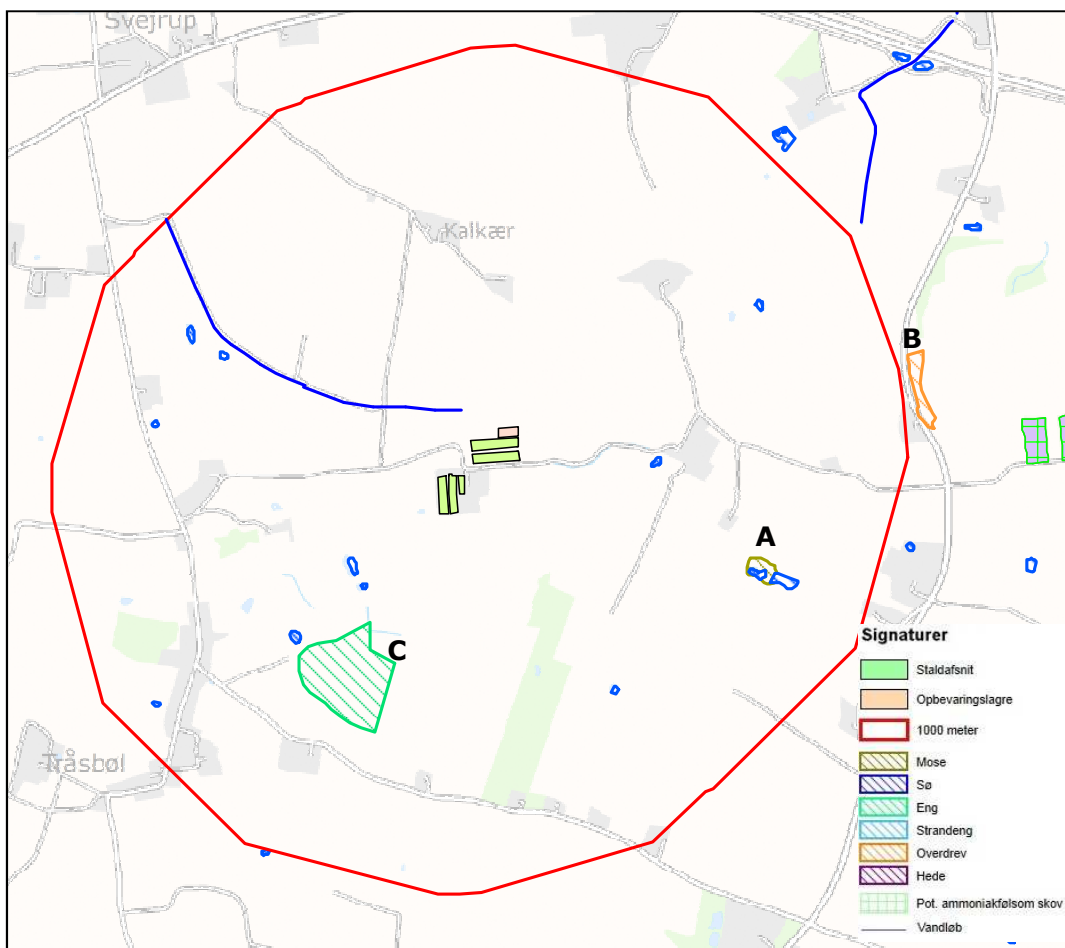 Svejrup
Kalkær
B
A
C
Tråsbøl
Signaturer
Staldafsnit
Opbevaringslagre
1000 meter
Mose
Sø
Eng
Strandeng
Overdrev
Hede
Pot. ammoniakfølsom skov
Vandløb